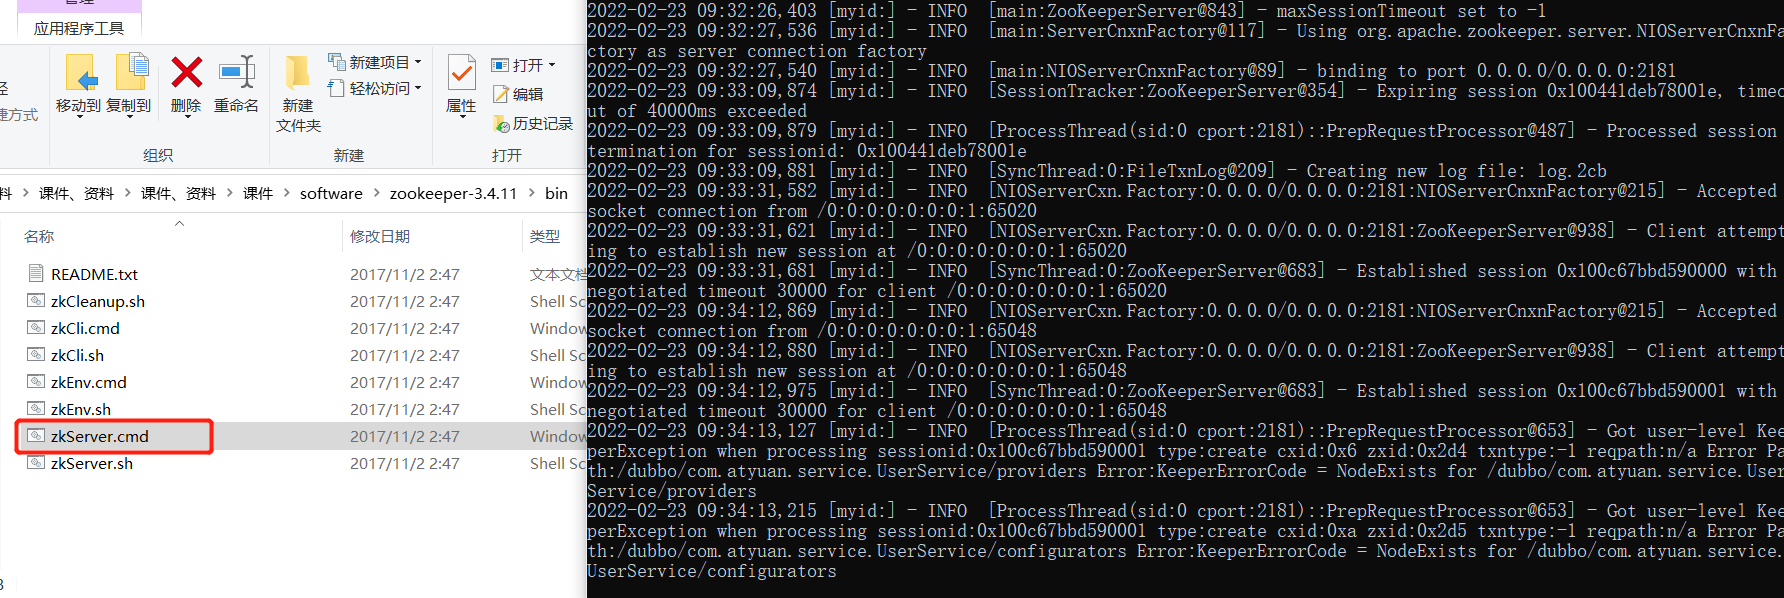 应用程序工具
径
捷方式
移动到
复制到
删除
重命名
组织
新建
文件夹
新建项目
轻松访问
新建
属性
打开
编辑
历史记录
打开
料 > 课件、资料 > 课件、资料 > 课件 > software > zookeeper-3.4.11 > bin
名称 修改日期 类型
README.txt 2017/11/2 2:47 文本文档
zkCleanup.sh 2017/11/2 2:47 Shell Sc
zkCli.cmd 2017/11/2 2:47 Window
zkCli.sh 2017/11/2 2:47 Shell Sc
zkEnv.cmd 2017/11/2 2:47 Window
zkEnv.sh 2017/11/2 2:47 Shell Sc
zkServer.cmd 2017/11/2 2:47 Window
zkServer.sh 2017/11/2 2:47 Shell Sc
3
2022-02-23 09:32:26,403 [myid:] - INFO  [main:ZooKeeperServer@843] - maxSessionTimeout set to -1
2022-02-23 09:32:27,536 [myid:] - INFO  [main:ServerCnxnFactory@117] - Using org.apache.zookeeper.server.NIOServerCnxnFa
ctory as server connection factory
2022-02-23 09:32:27,540 [myid:] - INFO  [main:NIOServerCnxnFactory@89] - binding to port 0.0.0.0/0.0.0.0:2181
2022-02-23 09:33:09,874 [myid:] - INFO  [SessionTracker:ZooKeeperServer@354] - Expiring session 0x100441deb78001e, timeo
ut of 40000ms exceeded
2022-02-23 09:33:09,879 [myid:] - INFO  [ProcessThread(sid:0 cport:2181)::PrepRequestProcessor@487] - Processed session
termination for sessionid: 0x100441deb78001e
2022-02-23 09:33:09,881 [myid:] - INFO  [SyncThread:0:FileTxnLog@209] - Creating new log file: log.2cb
2022-02-23 09:33:31,582 [myid:] - INFO  [NIOServerCxn.Factory:0.0.0.0/0.0.0.0:2181:NIOServerCnxnFactory@215] - Accepted
socket connection from /0:0:0:0:0:0:0:1:65020
2022-02-23 09:33:31,621 [myid:] - INFO  [NIOServerCxn.Factory:0.0.0.0/0.0.0.0:2181:ZooKeeperServer@938] - Client attempt
ing to establish new session at /0:0:0:0:0:0:0:1:65020
2022-02-23 09:33:31,681 [myid:] - INFO  [SyncThread:0:ZooKeeperServer@683] - Established session 0x100c67bbd590000 with
negotiated timeout 30000 for client /0:0:0:0:0:0:0:1:65020
2022-02-23 09:34:12,869 [myid:] - INFO  [NIOServerCxn.Factory:0.0.0.0/0.0.0.0:2181:NIOServerCnxnFactory@215] - Accepted
socket connection from /0:0:0:0:0:0:0:1:65048
2022-02-23 09:34:12,880 [myid:] - INFO  [NIOServerCxn.Factory:0.0.0.0/0.0.0.0:2181:ZooKeeperServer@938] - Client attempt
ing to establish new session at /0:0:0:0:0:0:0:1:65048
2022-02-23 09:34:12,975 [myid:] - INFO  [SyncThread:0:ZooKeeperServer@683] - Established session 0x100c67bbd590001 with
negotiated timeout 30000 for client /0:0:0:0:0:0:0:1:65048
2022-02-23 09:34:13,127 [myid:] - INFO  [ProcessThread(sid:0 cport:2181)::PrepRequestProcessor@653] - Got user-level Kee
perException when processing sessionid:0x100c67bbd590001 type:create cxid:0x6 zxid:0x2d4 txntype:-1 reqpath:n/a Error Pa
th:/dubbo/com.atyuan.service.UserService/providers Error:KeeperErrorCode = NodeExists for /dubbo/com.atyuan.service.User
Service/providers
2022-02-23 09:34:13,215 [myid:] - INFO  [ProcessThread(sid:0 cport:2181)::PrepRequestProcessor@653] - Got user-level Kee
perException when processing sessionid:0x100c67bbd590001 type:create cxid:0xa zxid:0x2d5 txntype:-1 reqpath:n/a Error Pa
th:/dubbo/com.atyuan.service.UserService/configurators Error:KeeperErrorCode = NodeExists for /dubbo/com.atyuan.service.
UserService/configurators